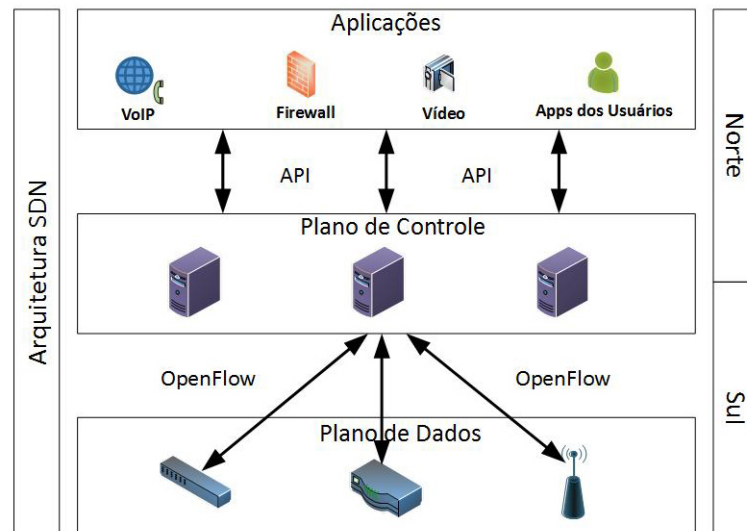 Aplicações
VoIP
Firewall
Vídeo
Apps dos Usuários
API
API
Plano de Controle
OpenFlow
OpenFlow
Plano de Dados
Arquitetura SDN
Norte
Sul